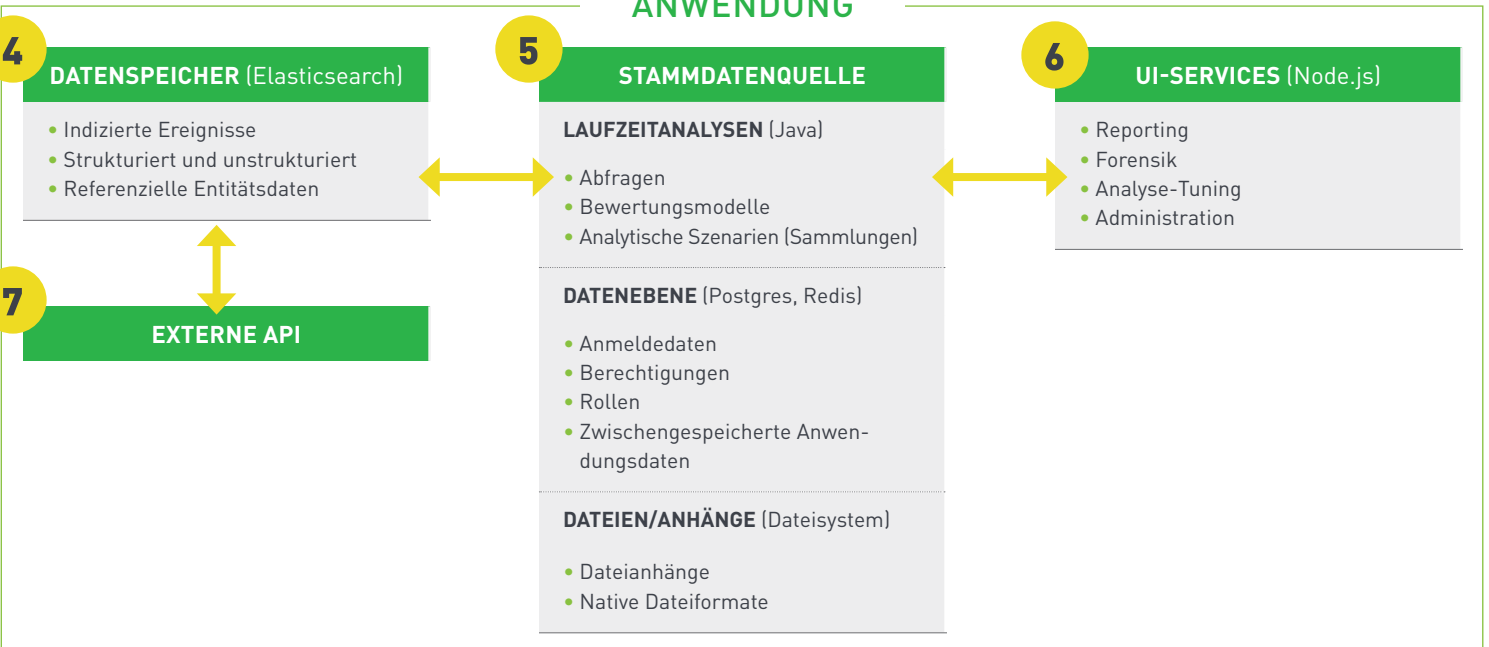 ANWENDUNG
4
DATENSPEICHER (Elasticsearch)
• Indizierte Ereignisse
• Strukturiert und unstrukturiert
• Referenzielle Entitätsdaten
7
EXTERNE API
5
STAMMDATENQUELLE
LAUFZEITANALYSEN (Java)
• Abfragen
• Bewertungsmodelle
• Analytische Szenarien (Sammlungen)
DATENEBENE (Postgres, Redis)
• Anmeldedaten
• Berechtigungen
• Rollen
• Zwischengespeicherte Anwen-
dungsdaten
DATEIEN/ANHÄNGE (Dateisystem)
• Dateianhänge
• Native Dateiformate
6
UI-SERVICES (Node.js)
• Reporting
• Forensik
• Analyse-Tuning
• Administration